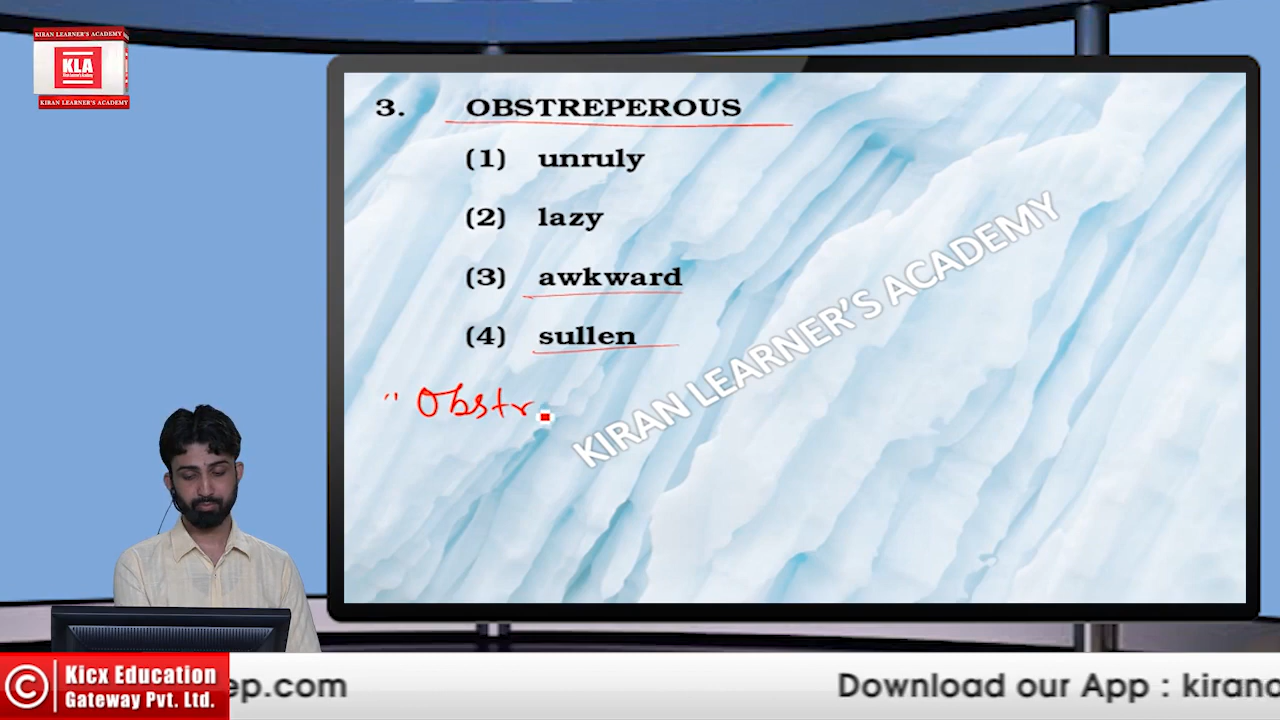 KIRAN LEARNER'S ACADEMY
KLA
KIRAN LEARNER'S ACADEMY
3. OBSTREPEROUS
(1) unruly
(2) lazy
(3) awkward
(4) sullen
" Obstr
KIRAN LEARNER'S ACADEMY
© Kicx Education
Gateway Pvt. Ltd.
ep.com Download our App : kirano